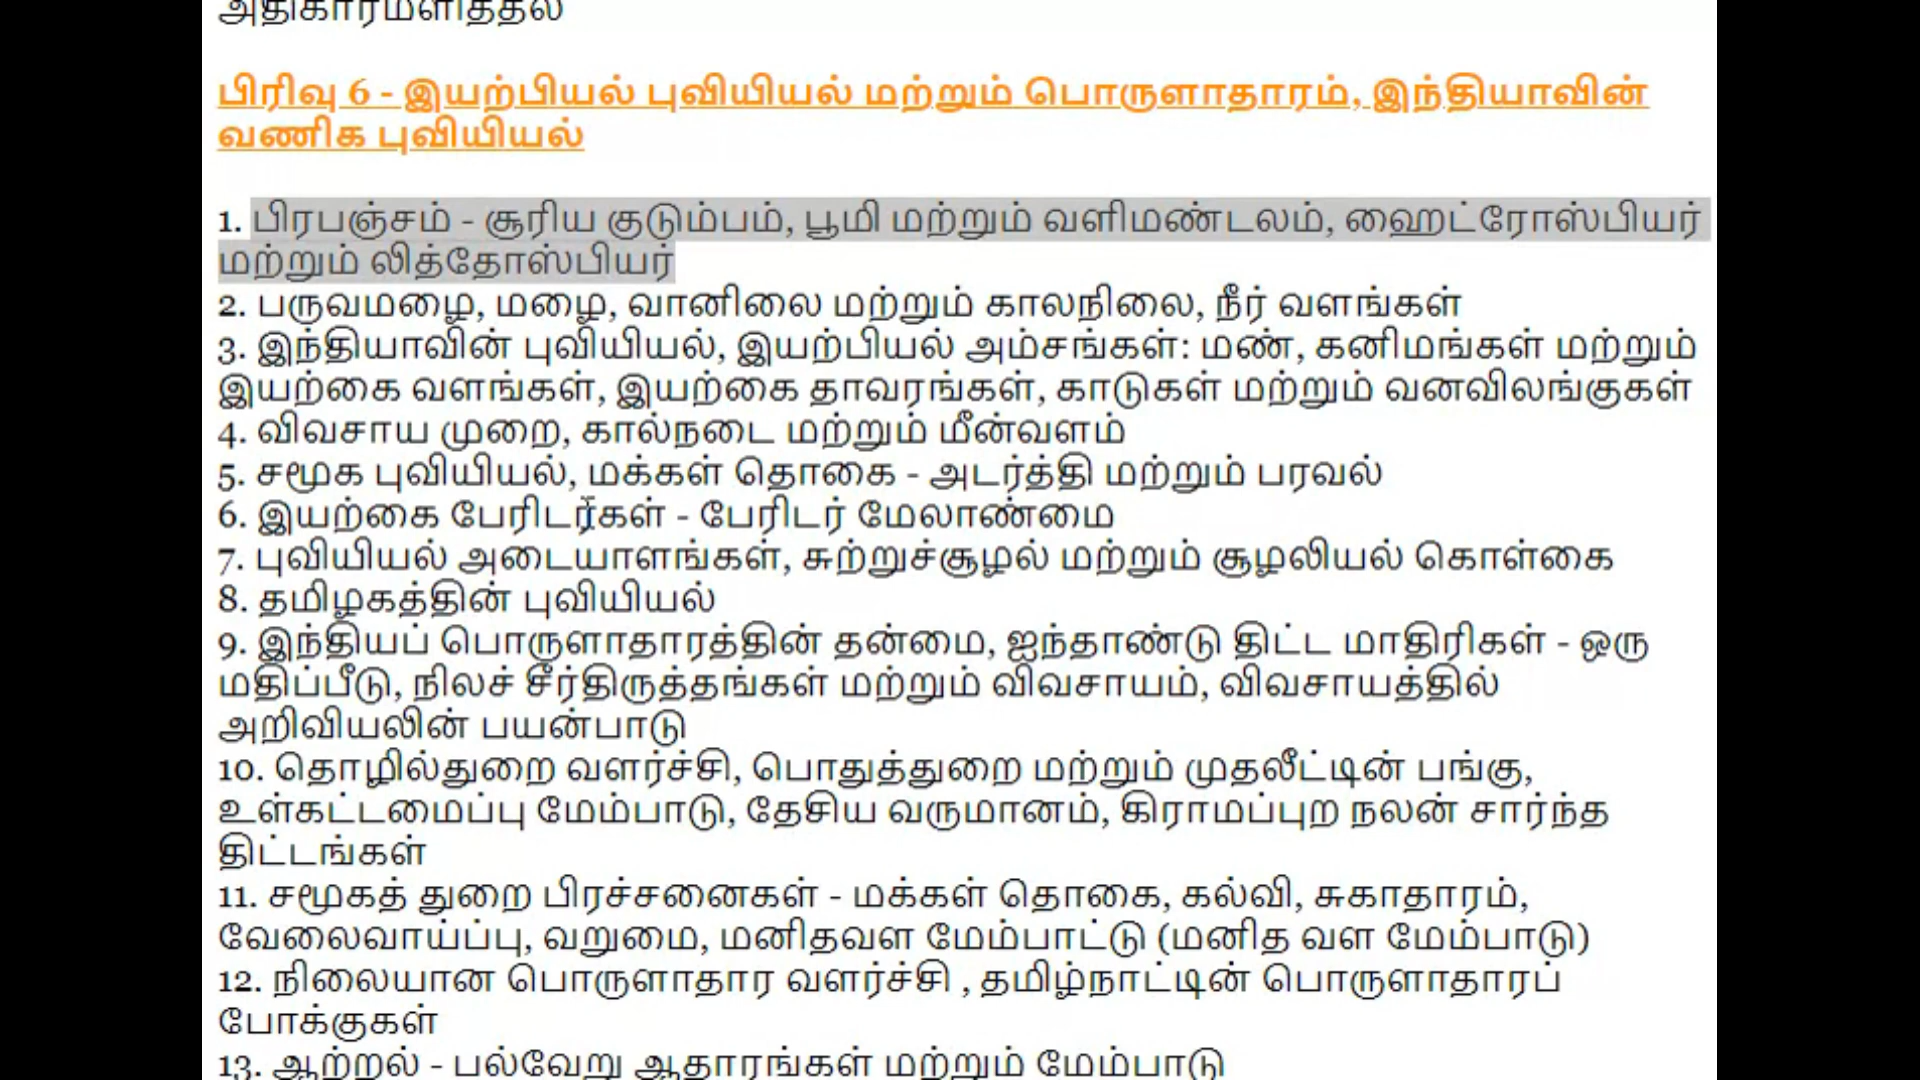 அதிகாரமளித்தல்
பிரிவு 6 - இயற்பியல் புவியியல் மற்றும் பொருளாதாரம், இந்தியாவின்
வணிக புவியியல்
1. பிரபஞ்சம் - சூரிய குடும்பம், பூமி மற்றும் வளிமண்டலம், ஹைட்ரோஸ்பியர்
மற்றும் லித்தோஸ்பியர்
2. பருவமழை, மழை, வானிலை மற்றும் காலநிலை, நீர் வளங்கள்
3. இந்தியாவின் புவியியல், இயற்பியல் அம்சங்கள்: மண், கனிமங்கள் மற்றும்
இயற்கை வளங்கள், இயற்கை தாவரங்கள், காடுகள் மற்றும் வனவிலங்குகள்
4. விவசாய முறை, கால்நடை மற்றும் மீன்வளம்
5. சமூக புவியியல், மக்கள் தொகை - அடர்த்தி மற்றும் பரவல்
6. இயற்கை பேரிடர்கள் - பேரிடர் மேலாண்மை
7. புவியியல் அடையாளங்கள், சுற்றுச்சூழல் மற்றும் சூழலியல் கொள்கை
8. தமிழகத்தின் புவியியல்
9. இந்தியப் பொருளாதாரத்தின் தன்மை, ஐந்தாண்டு திட்ட மாதிரிகள் - ஒரு
மதிப்பீடு, நிலச் சீர்திருத்தங்கள் மற்றும் விவசாயம், விவசாயத்தில்
அறிவியலின் பயன்பாடு
10. தொழில்துறை வளர்ச்சி, பொதுத்துறை மற்றும் முதலீட்டின் பங்கு,
உள்கட்டமைப்பு மேம்பாடு, தேசிய வருமானம், கிராமப்புற நலன் சார்ந்த
திட்டங்கள்
11. சமூகத் துறை பிரச்சனைகள் - மக்கள் தொகை, கல்வி, சுகாதாரம்,
வேலைவாய்ப்பு, வறுமை, மனிதவள மேம்பாட்டு (மனித வள மேம்பாடு)
12. நிலையான பொருளாதார வளர்ச்சி , தமிழ்நாட்டின் பொருளாதாரப்
போக்குகள்
13. ஆற்றல் - பல்வேறு ஆதாரங்கள் மற்றும் மேம்பாடு